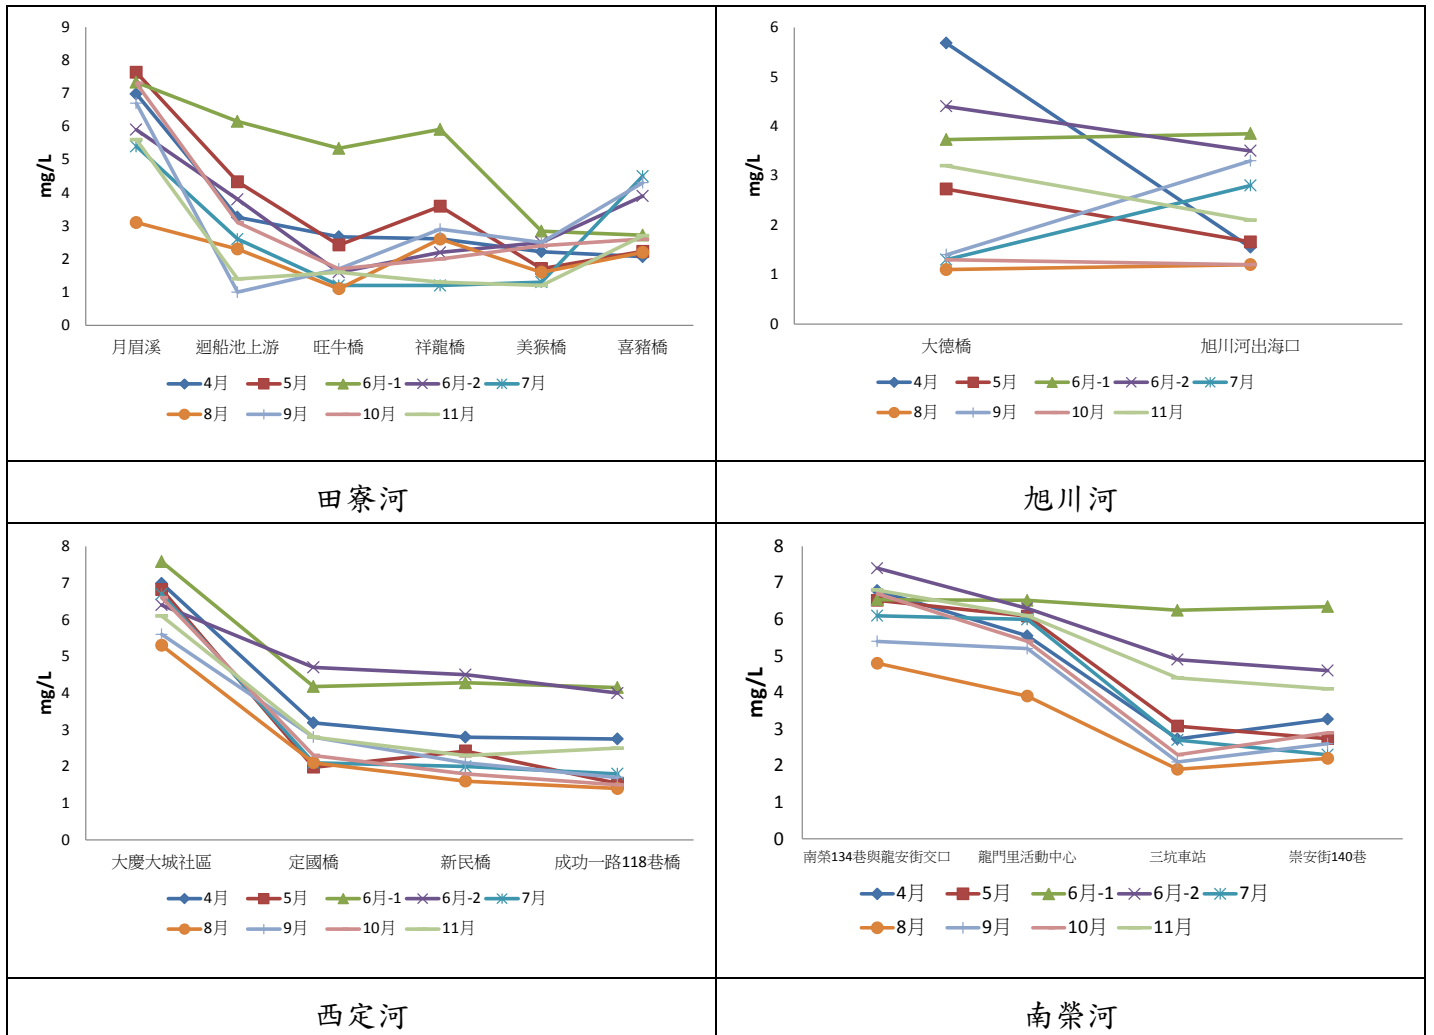 9
8
7
6
5
4
3
2
1
0
mg/L
月眉溪 迴船池上游 旺牛橋 祥龍橋 美猴橋 喜豬橋
4月 5月 6月-1 6月-2 7月
8月 9月 10月 11月
田寮河
6
5
4
3
2
1
0
mg/L
大德橋 旭川河出海口
4月 5月 6月-1 6月-2 7月
8月 9月 10月 11月
旭川河
8
7
6
5
4
3
2
1
0
mg/L
大慶大城社區 定國橋 新民橋 成功一路118巷橋
4月 5月 6月-1 6月-2 7月
8月 9月 10月 11月
西定河
8
7
6
5
4
3
2
1
0
mg/L
南榮134巷與龍安街交口 龍門里活動中心 三坑車站 崇安街140巷
4月 5月 6月-1 6月-2 7月
8月 9月 10月 11月
南榮河